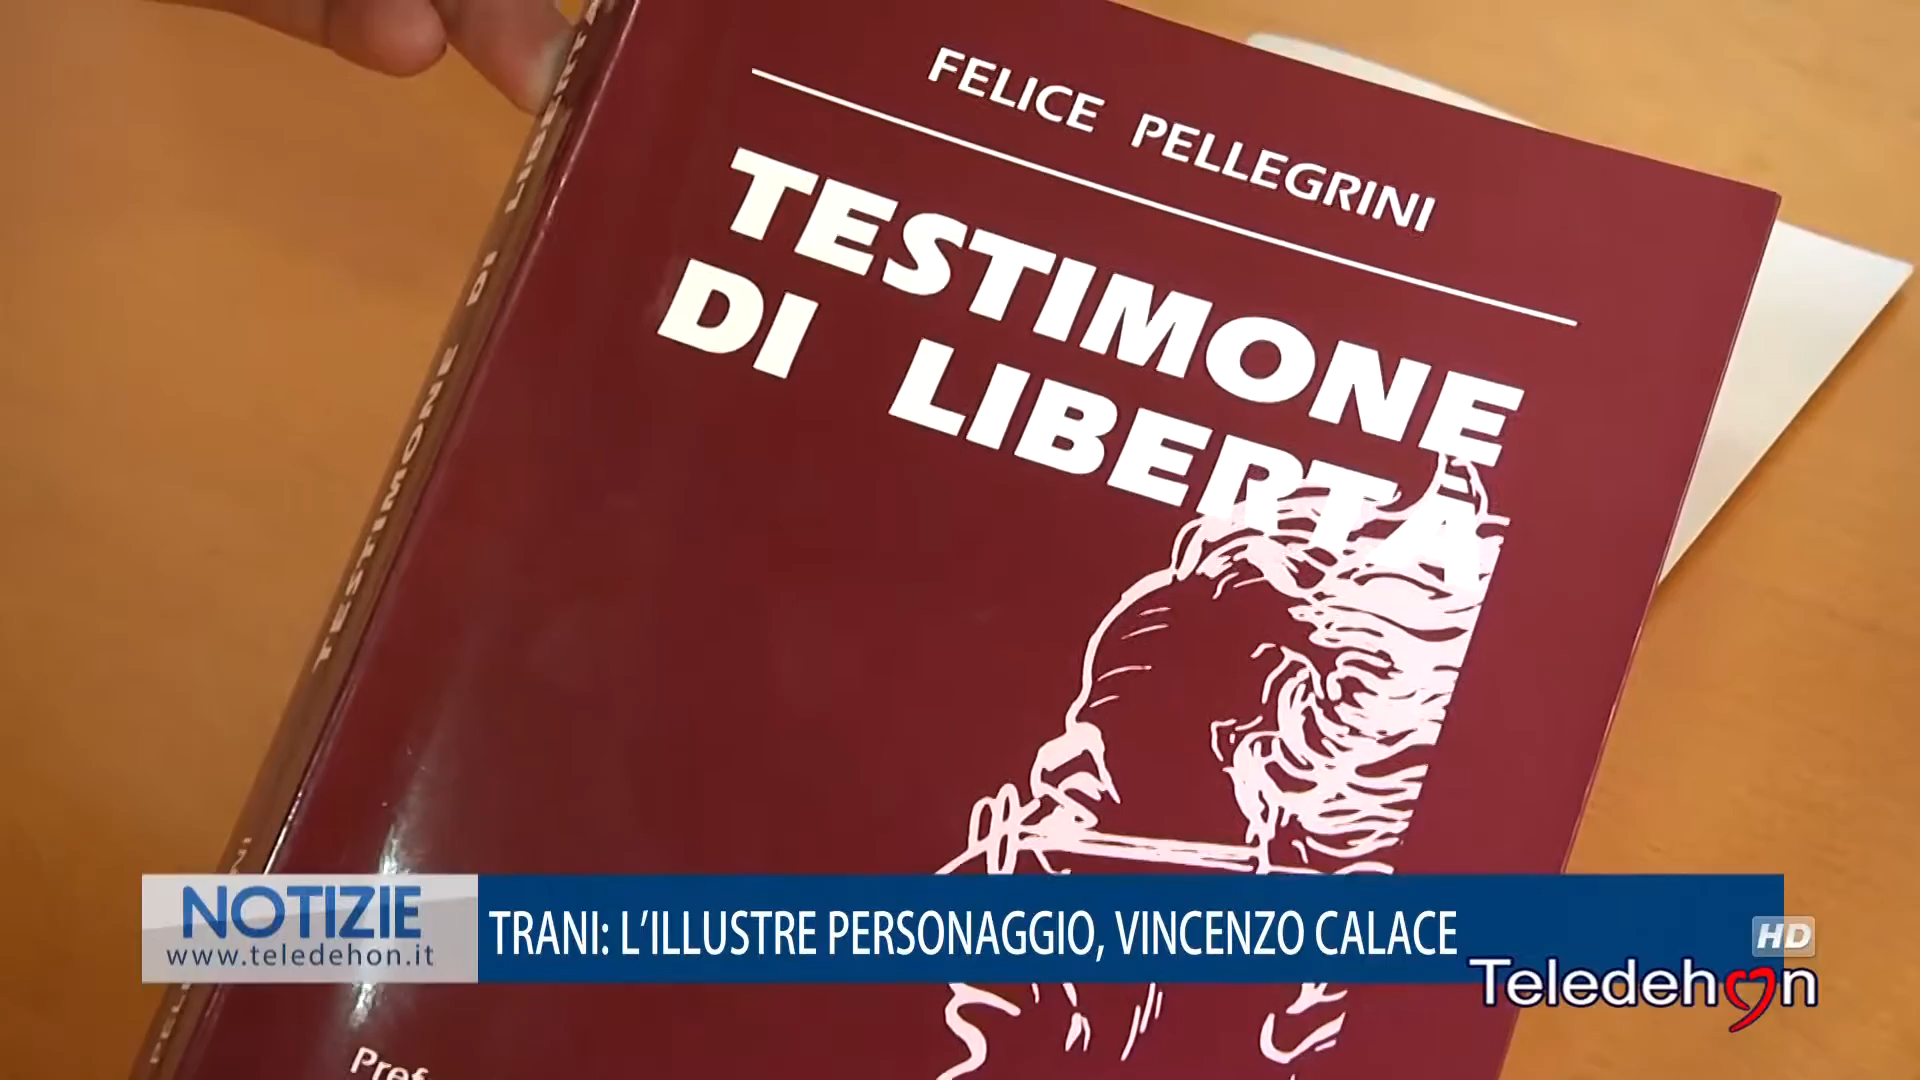 FELICE PELLEGRINI
TESTIMONE
DI LIBERTÀ
TESTIMONE DI LIBERTÀ
Pref
NOTIZIE
www.teledehon.it
TRANI: L'ILLUSTRE PERSONAGGIO, VINCENZO CALACE
HD
Teledehon